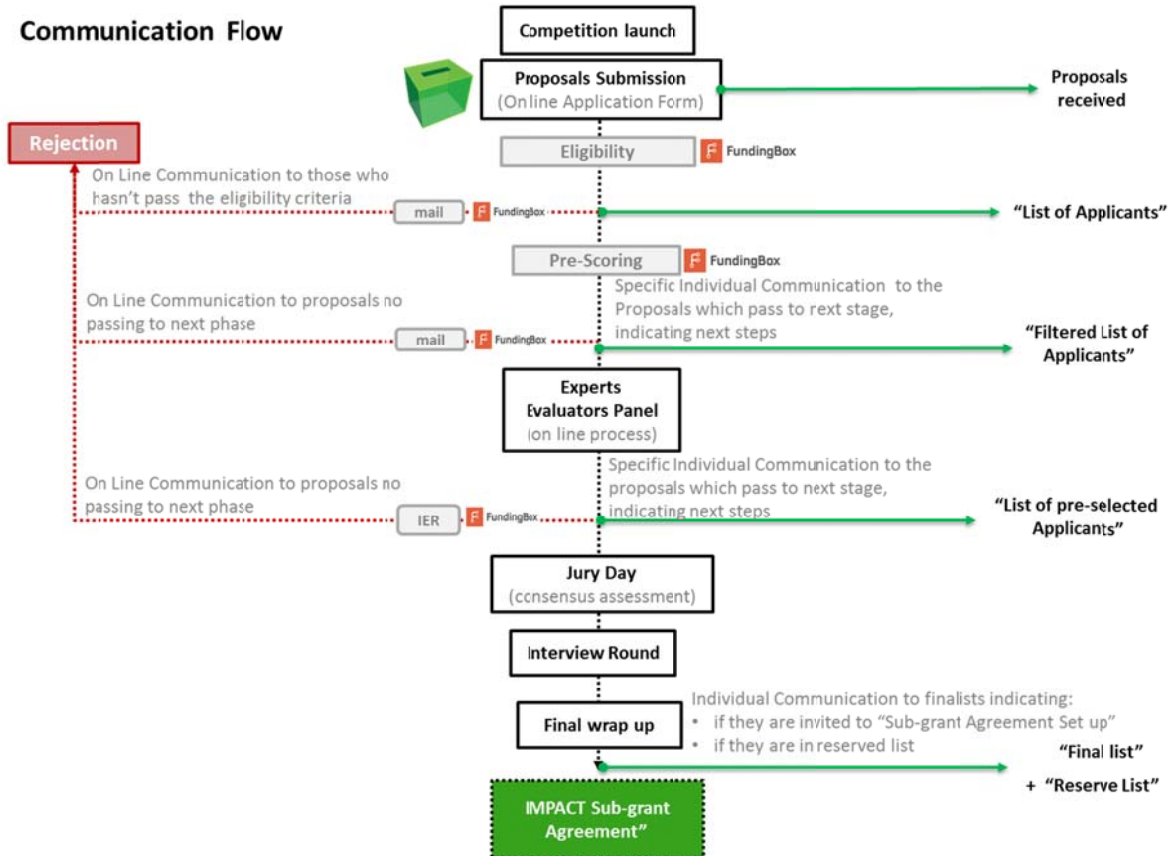 Communication Flow
Competition launch
Proposals Submission
(Online Application Form)
Proposals
received
Rejection
Eligibility
FundingBox
On Line Communication to those who
hasn't pass the eligibility criteria
mail
FundingBox
"List of Applicants"
Pre-Scoring
FundingBox
On Line Communication to proposals no
passing to next phase
mail
FundingBox
Specific Individual Communication to the
Proposals which pass to next stage,
indicating next steps
"Filtered List of
Applicants"
Experts
Evaluators Panel
(on line process)
On Line Communication to proposals no
passing to next phase
IER
FundingBox
Specific Individual Communication to the
proposals which pass to next stage,
indicating next steps
"List of pre-selected
Applicants"
Jury Day
(consensus assessment)
Interview Round
Final wrap up
Individual Communication to finalists indicating:
• if they are invited to "Sub-grant Agreement Set up"
• if they are in reserved list
"Final list"
+ "Reserve List"
IMPACT Sub-grant
Agreement"